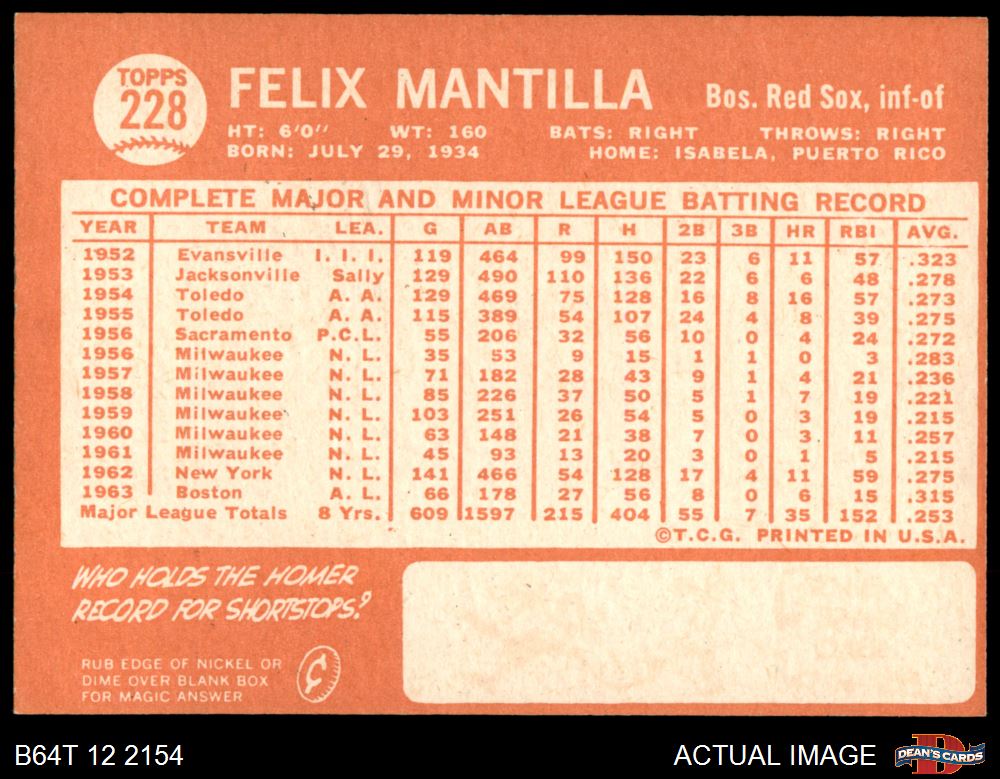 TOPPS
228
FELIX MANTILLA Bos. Red Sox, inf-of
HT: 6'0" WT: 160 BATS: RIGHT THROWS: RIGHT
BORN: JULY 29, 1934 HOME: ISABELA, PUERTO RICO
COMPLETE MAJOR AND MINOR LEAGUE BATTING RECORD
YEAR TEAM LEA. G AB R H 2B 3B HR RBI AVG.
1952 Evansville I. I. I. 119 464 99 150 23 6 11 57 .323
1953 Jacksonville Sally 129 490 110 136 22 6 6 48 .278
1954 Toledo A. A. 129 469 75 128 16 8 16 57 .273
1955 Toledo A. A. 115 389 54 107 24 4 8 39 .275
1956 Sacramento P.C.L. 55 206 32 56 10 0 4 24 .272
1956 Milwaukee N. L. 35 53 9 15 1 1 0 3 .283
1957 Milwaukee N. L. 71 182 28 43 9 1 4 21 .236
1958 Milwaukee N. L. 85 226 37 50 5 1 7 19 .221
1959 Milwaukee N. L. 103 251 26 54 5 0 3 19 .215
1960 Milwaukee N. L. 63 148 21 38 7 0 3 11 .257
1961 Milwaukee N. L. 45 93 13 20 3 0 1 5 .215
1962 New York N. L. 141 466 54 128 17 4 11 59 .275
1963 Boston A. L. 66 178 27 56 8 0 6 15 .315
Major League Totals 8 Yrs. 609 1597 215 404 55 7 35 152 .253
©T.C.G. PRINTED IN U.S.A.
WHO HOLDS THE HOMER
RECORD FOR SHORTSTOPS?
RUB EDGE OF NICKEL OR
DIME OVER BLANK BOX
FOR MAGIC ANSWER
¢
B64T 12 2154 ACTUAL IMAGE
D
DEAN'S CARDS